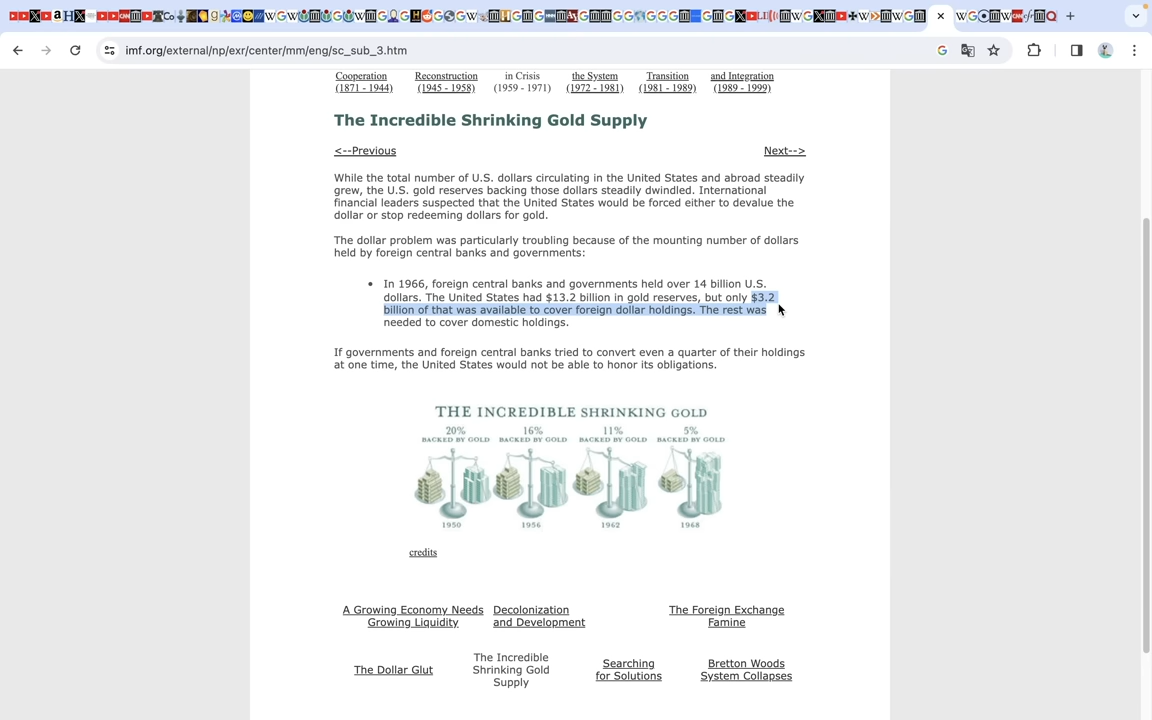 imf.org/external/np/exr/center/mm/eng/sc_sub_3.htm
Cooperation Reconstruction in Crisis the System Transition and Integration
(1871 - 1944) (1945 - 1958) (1959 - 1971) (1972 - 1981) (1981 - 1989) (1989 - 1999)
The Incredible Shrinking Gold Supply
<--Previous Next-->
While the total number of U.S. dollars circulating in the United States and abroad steadily
grew, the U.S. gold reserves backing those dollars steadily dwindled. International
financial leaders suspected that the United States would be forced either to devalue the
dollar or stop redeeming dollars for gold.
The dollar problem was particularly troubling because of the mounting number of dollars
held by foreign central banks and governments:
• In 1966, foreign central banks and governments held over 14 billion U.S.
dollars. The United States had $13.2 billion in gold reserves, but only $3.2
billion of that was available to cover foreign dollar holdings. The rest was
needed to cover domestic holdings.
If governments and foreign central banks tried to convert even a quarter of their holdings
at one time, the United States would not be able to honor its obligations.
THE INCREDIBLE SHRINKING GOLD
20% 16% 11% 5%
BACKED BY GOLD BACKED BY GOLD BACKED BY GOLD BACKED BY GOLD
1950 1956 1962 1968
credits
A Growing Economy Needs Decolonization The Foreign Exchange
Growing Liquidity and Development Famine
The Dollar Glut The Incredible Shrinking Gold Supply Searching for Solutions Bretton Woods System Collapses